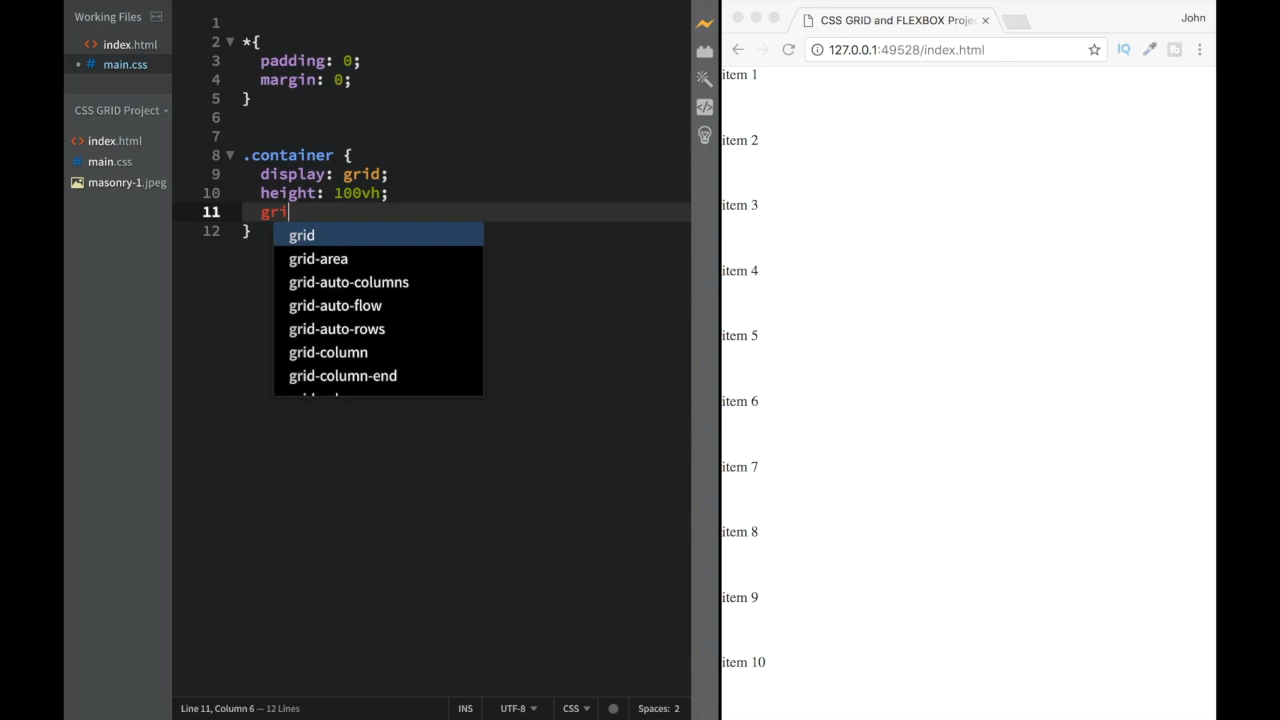 Working Files
<> index.html
• # main.css
CSS GRID Project
<> index.html
# main.css
masonry-1.jpeg
1
2 *{
3 padding: 0;
4 margin: 0;
5 }
6
7
8 .container {
9 display: grid;
10 height: 100vh;
11 gri
12 }
grid
grid-area
grid-auto-columns
grid-auto-flow
grid-auto-rows
grid-column
grid-column-end
Line 11, Column 6 — 12 Lines
INS
UTF-8
CSS
Spaces: 2
CSS GRID and FLEXBOX Proje
John
127.0.0.1:49528/index.html
IQ
tb
item 1
item 2
item 3
item 4
item 5
item 6
item 7
item 8
item 9
item 10